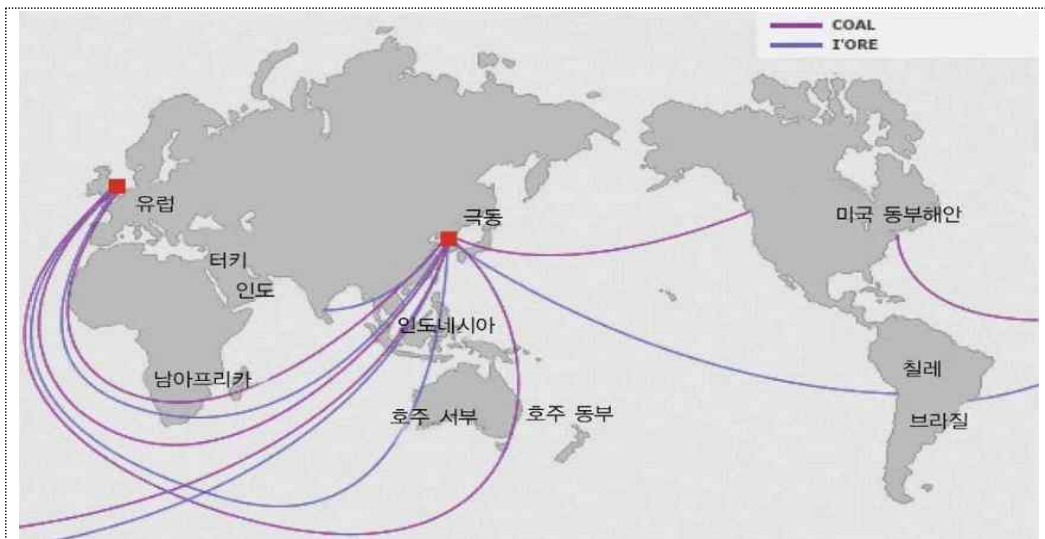 COAL
I'ORE
유럽
극동
미국 동부해안
터키
인도
인도네시아
남아프리카
칠레
호주 서부
호주 동부
브라질